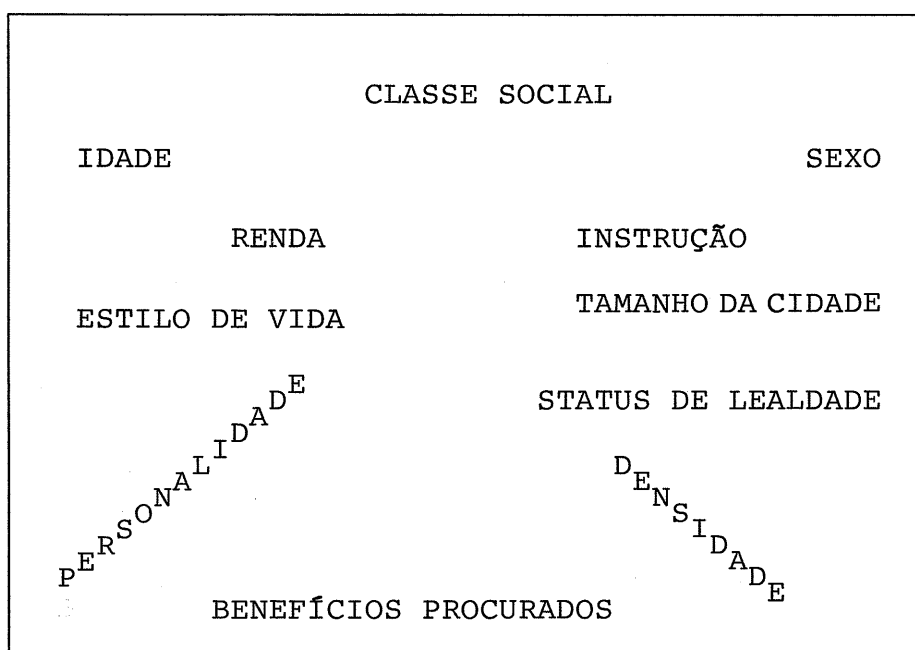 CLASSE SOCIAL
IDADE
SEXO
RENDA
INSTRUÇÃO
ESTILO DE VIDA
TAMANHO DA CIDADE
PERSONALIDADE
STATUS DE LEALDADE
DENSIDADE
BENEFÍCIOS PROCURADOS